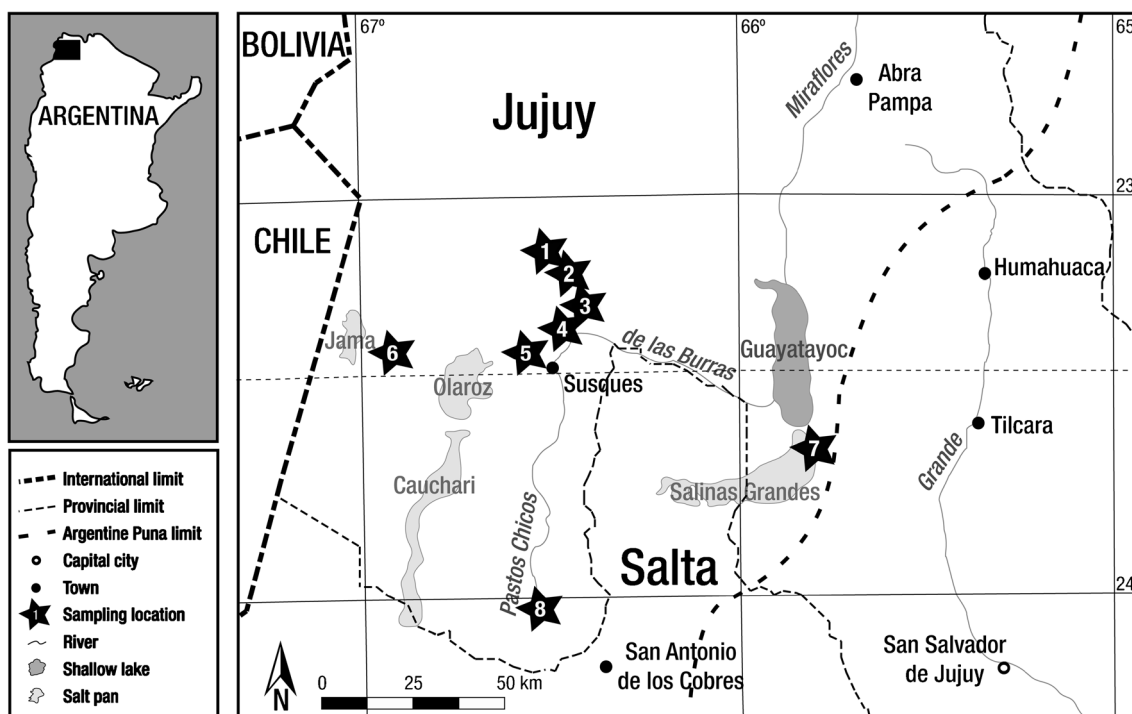 ARGENTINA
International limit
Provincial limit
Argentine Puna limit
Capital city
Town
1
Sampling location
River
Shallow lake
Salt pan
67º
66º
65
BOLIVIA
Jujuy
Miraflores
Abra
Pampa
23
CHILE
1
2
3
4
5
6
Humahuaca
Jama
de las Burras
Guayatayoc
Olaroz
Susques
Tilcara
7
Grande
Cauchari
Salinas Grandes
Pastos Chicos
Salta
8
24
San Antonio
de los Cobres
San Salvador
de Jujuy
N
0 25 50 km